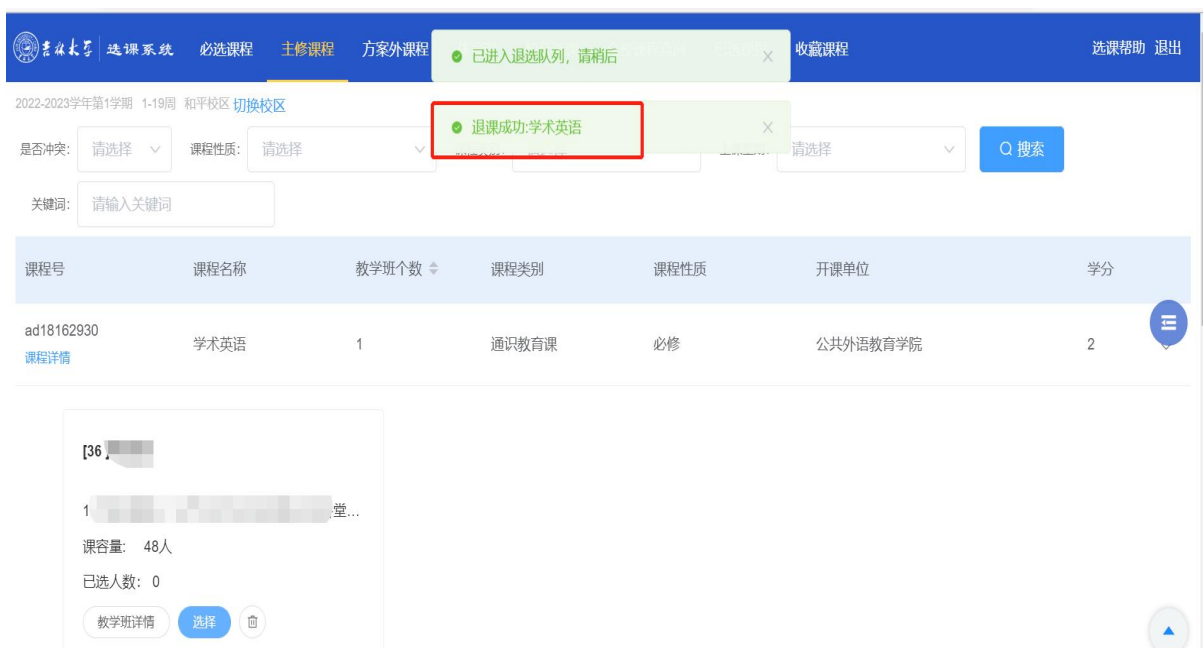 吉林大学 选课系统 必选课程 主修课程 方案外课程 收藏课程 选课帮助 退出
已进入退选队列，请稍后
2022-2023学年第1学期 1-19周 和平校区 切换校区
退课成功:学术英语
是否冲突: 请选择 课程性质: 请选择 请选择 搜索
关键词: 请输入关键词
课程号 课程名称 教学班个数 课程类别 课程性质 开课单位 学分
ad18162930
课程详情 学术英语 1 通识教育课 必修 公共外语教育学院 2
[36
1 堂...
课容量: 48人
已选人数: 0
教学班详情 选择